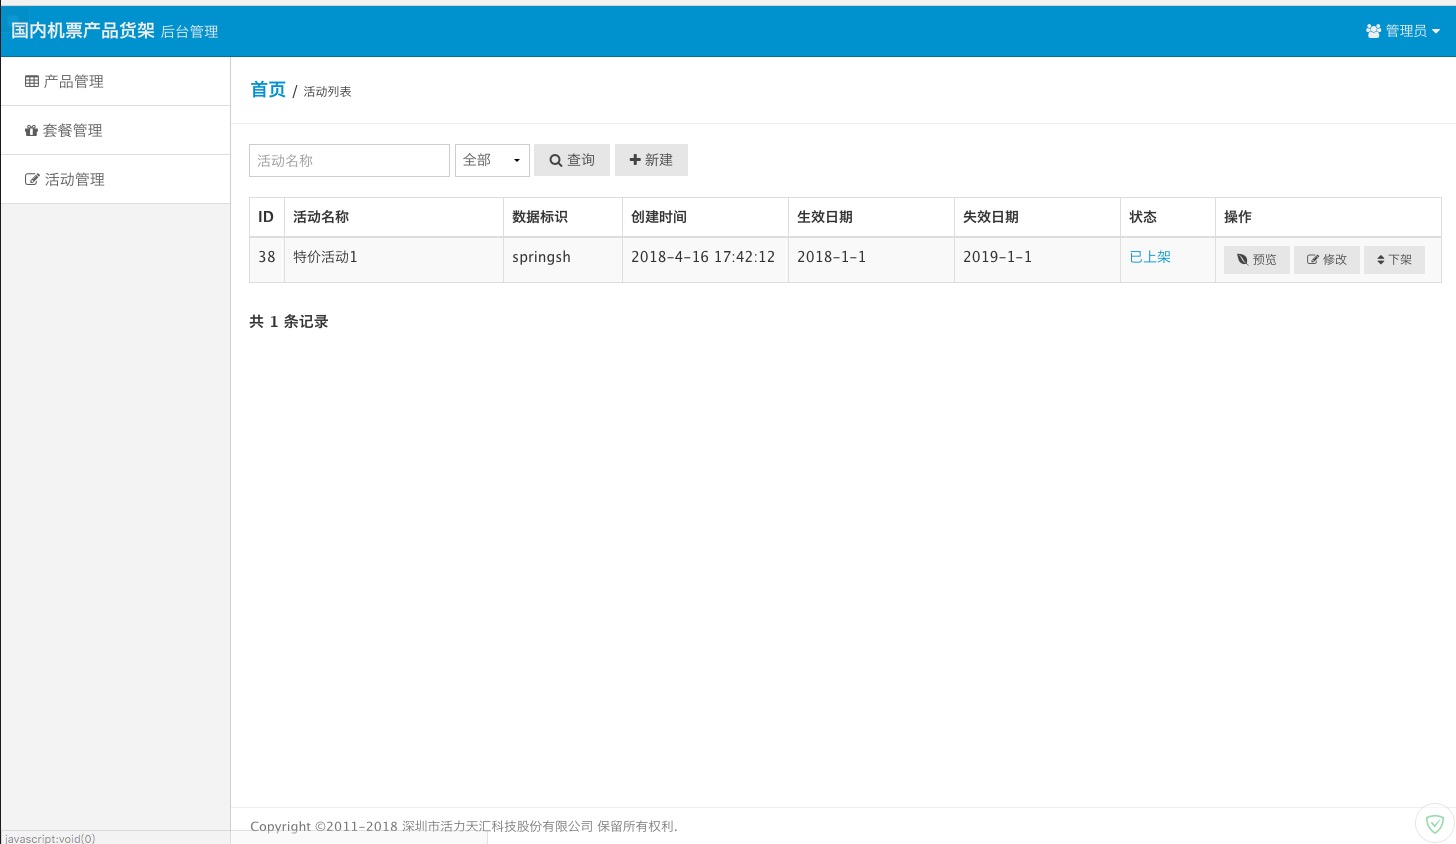 国内机票产品货架 后台管理 管理员
产品管理
套餐管理
活动管理
首页 / 活动列表
活动名称 全部 查询 新建
ID 活动名称 数据标识 创建时间 生效日期 失效日期 状态 操作
38 特价活动1 springsh 2018-4-16 17:42:12 2018-1-1 2019-1-1 已上架 预览 修改 下架
共 1 条记录
Copyright ©2011-2018 深圳市活力天汇科技股份有限公司 保留所有权利.
javascript:void(0)